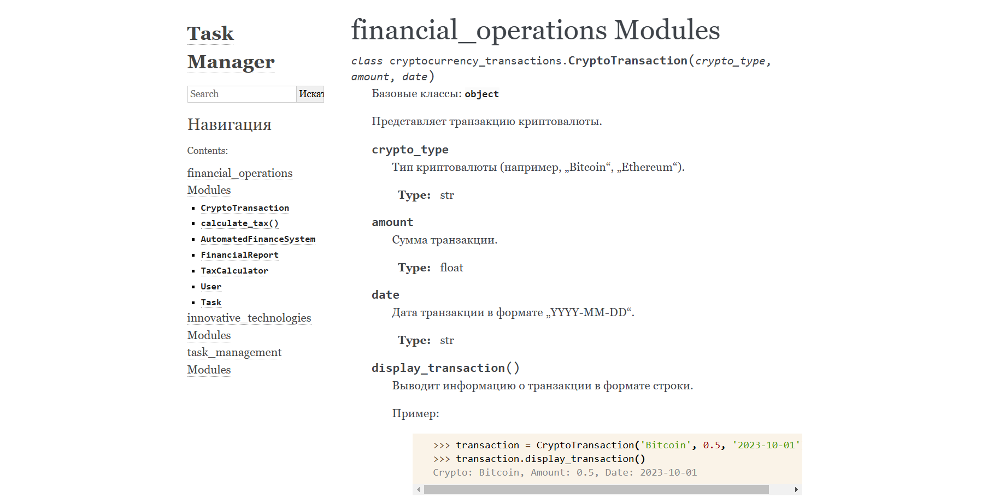 Task
Manager
Search
Искат
Навигация
Contents:
financial_operations
Modules
CryptoTransaction
calculate_tax()
AutomatedFinanceSystem
FinancialReport
TaxCalculator
User
Task
innovative_technologies
Modules
task_management
Modules
financial_operations Modules
class cryptocurrency_transactions.CryptoTransaction(crypto_type,
amount, date)
Базовые классы: object
Представляет транзакцию криптовалюты.
crypto_type
Тип криптовалюты (например, „Bitcoin“, „Ethereum“).
Type: str
amount
Сумма транзакции.
Type: float
date
Дата транзакции в формате „YYYY-MM-DD“.
Type: str
display_transaction()
Выводит информацию о транзакции в формате строки.
Пример:
>>> transaction = CryptoTransaction('Bitcoin', 0.5, '2023-10-01'
>>> transaction.display_transaction()
Crypto: Bitcoin, Amount: 0.5, Date: 2023-10-01